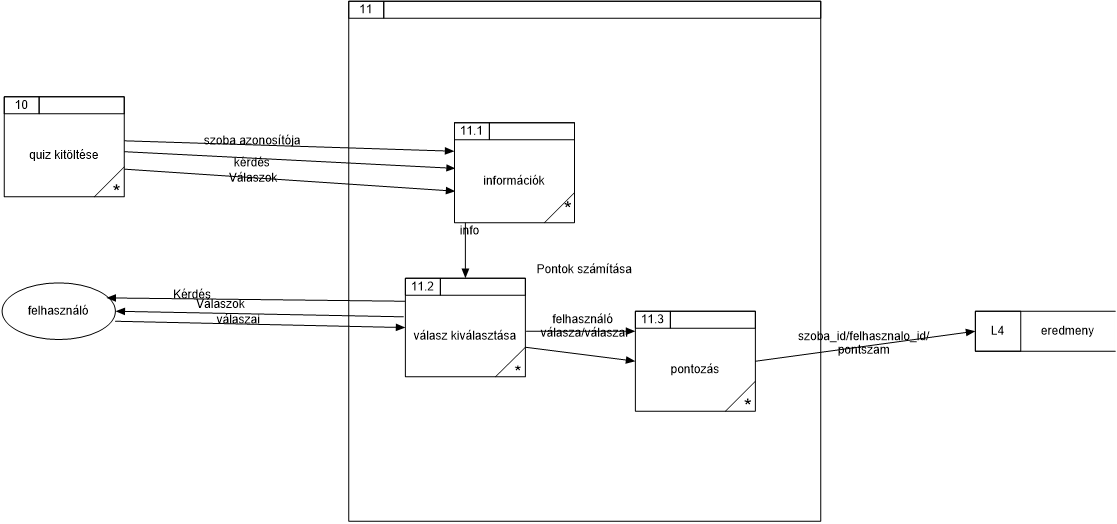 11
10
quiz kitöltése
*
szoba azonosítója
kérdés
Válaszok
11.1
információk
*
info
Pontok számítása
felhasználó
Kérdés
Válaszok
válaszai
11.2
válasz kiválasztása
*
felhasználó
válasza/válaszai
11.3
pontozás
*
szoba_id/felhasznalo_id/
pontszam
L4
eredmeny